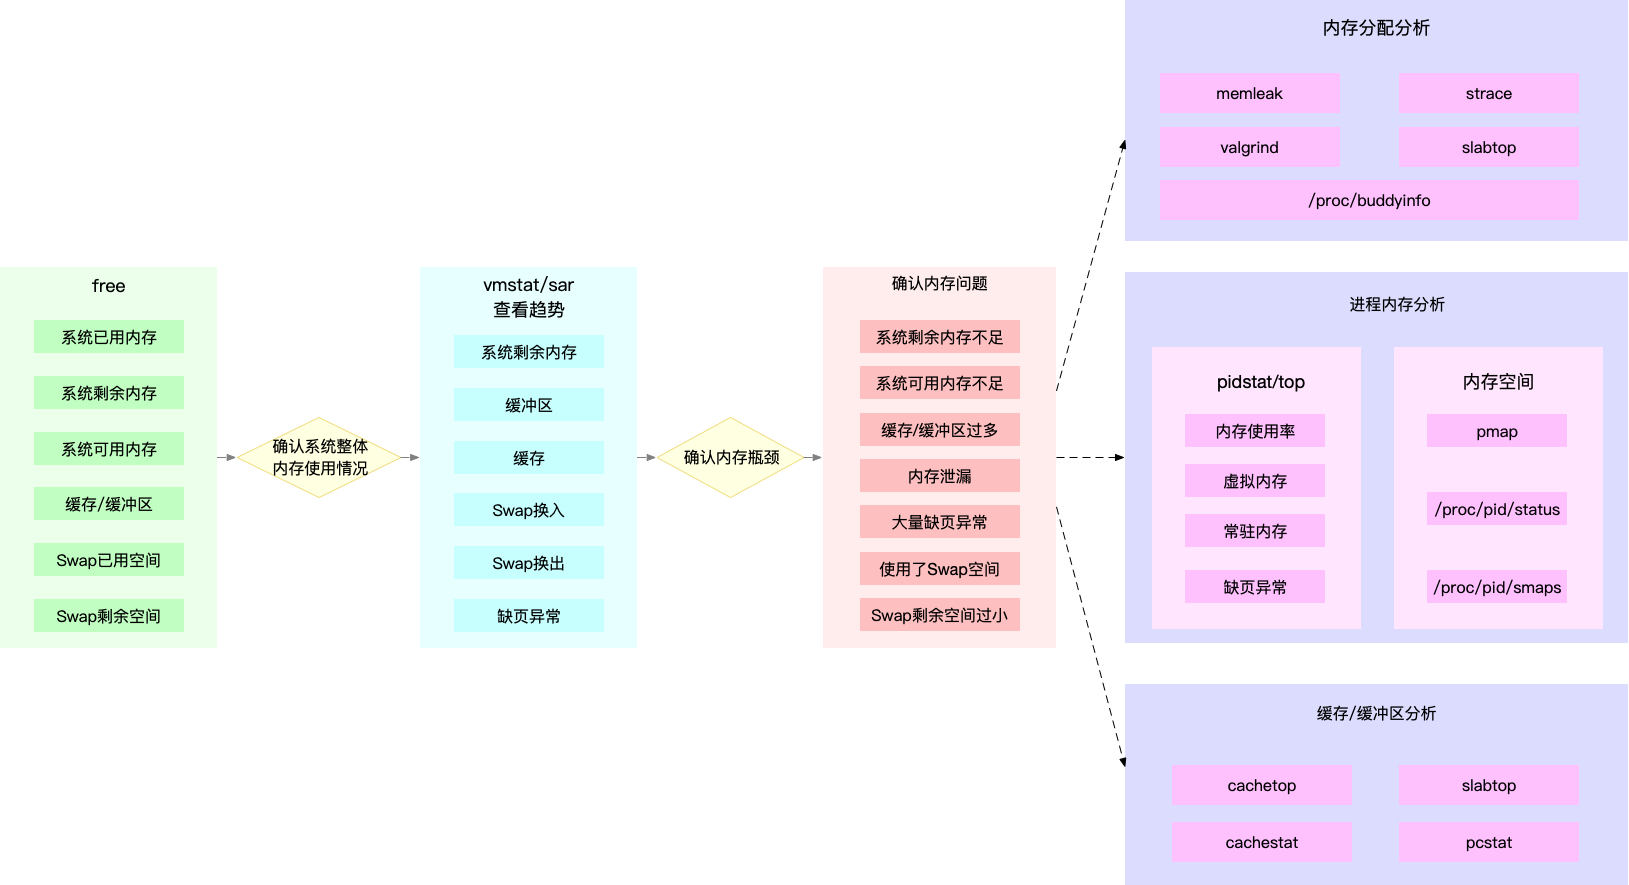 free
系统已用内存
系统剩余内存
系统可用内存
缓存/缓冲区
Swap已用空间
Swap剩余空间
确认系统整体
内存使用情况
vmstat/sar
查看趋势
系统剩余内存
缓冲区
缓存
Swap换入
Swap换出
缺页异常
确认内存瓶颈
确认内存问题
系统剩余内存不足
系统可用内存不足
缓存/缓冲区过多
内存泄漏
大量缺页异常
使用了Swap空间
Swap剩余空间过小
内存分配分析
memleak
strace
valgrind
slabtop
/proc/buddyinfo
进程内存分析
pidstat/top
内存使用率
虚拟内存
常驻内存
缺页异常
内存空间
pmap
/proc/pid/status
/proc/pid/smaps
缓存/缓冲区分析
cachetop
slabtop
cachestat
pcstat